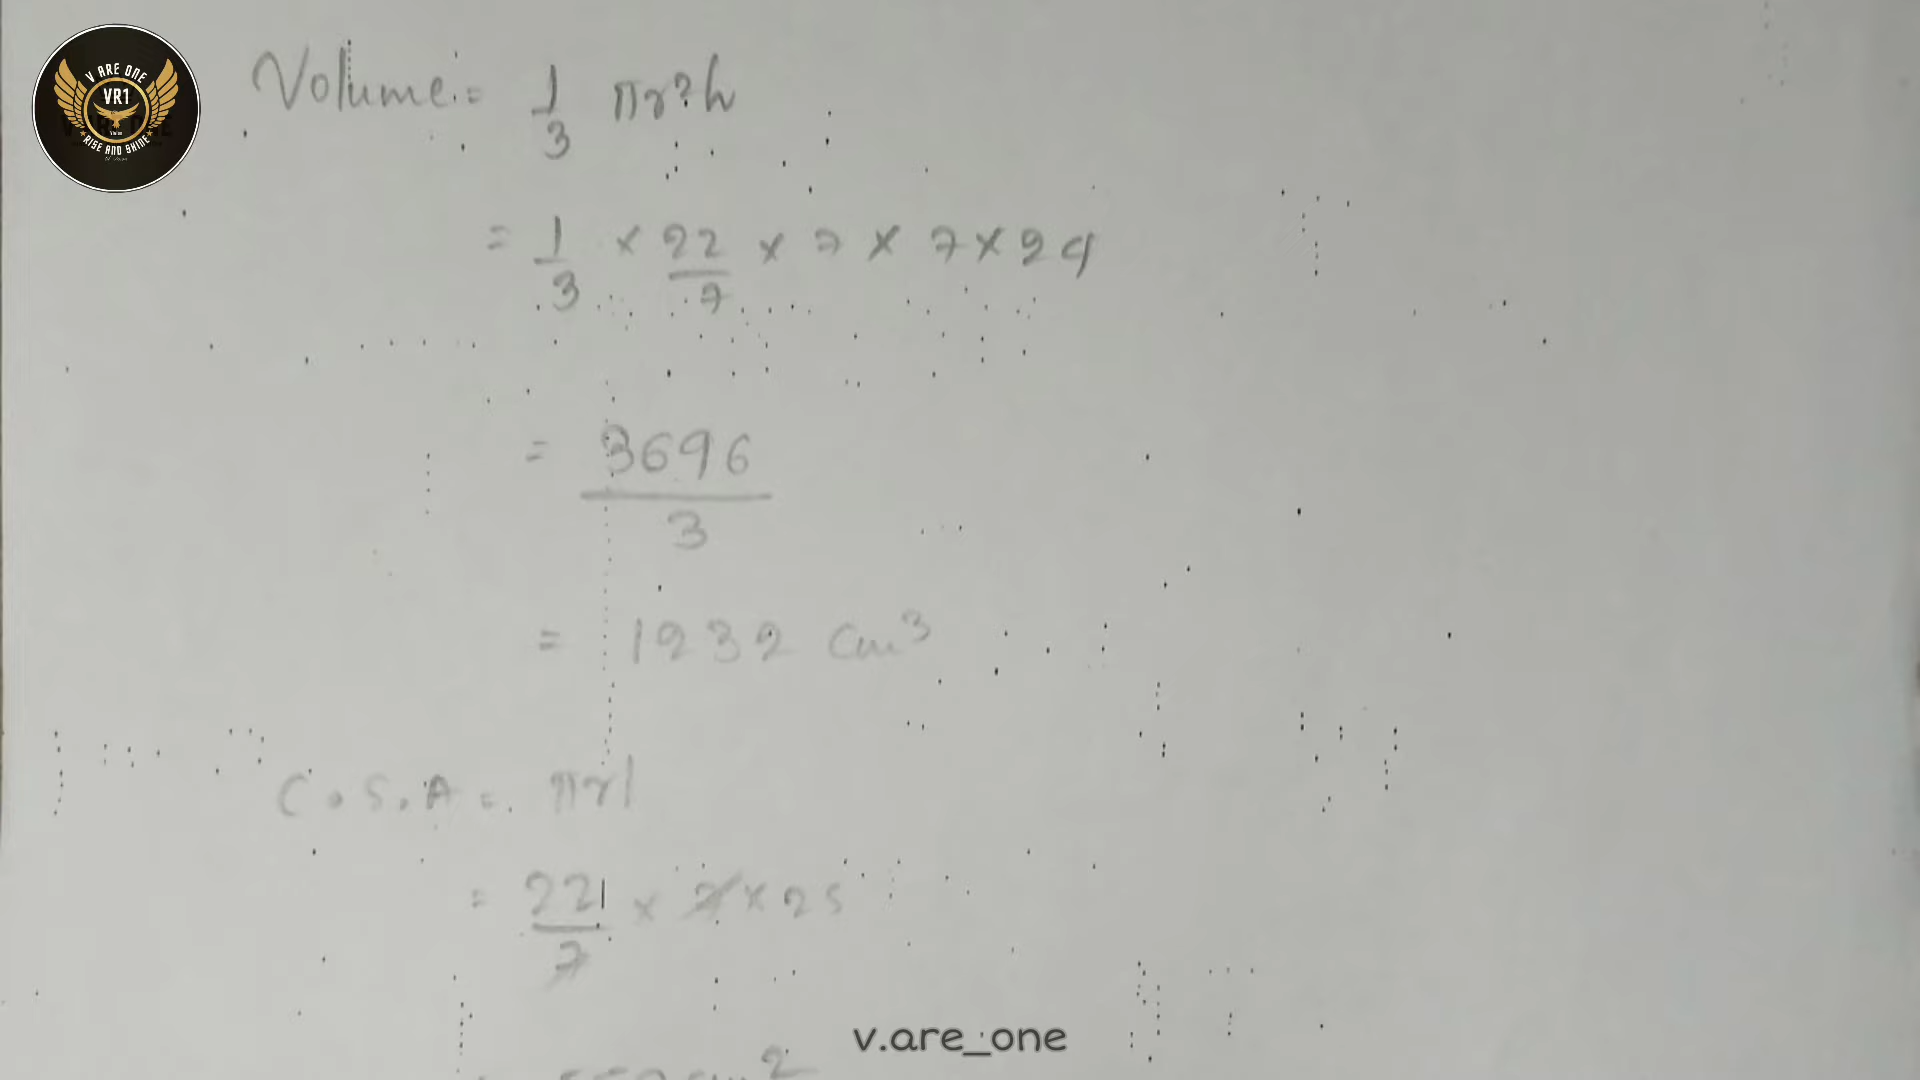 V ARE ONE
VR1
RISE AND SHINE
Volume = 1/3 πr²h
= 1/3 × 22/7 × 7 × 7 × 24
= 3696/3
= 1232 cm³
C.S.A = πrl
= 22/7 × 7 × 25
v.are_one